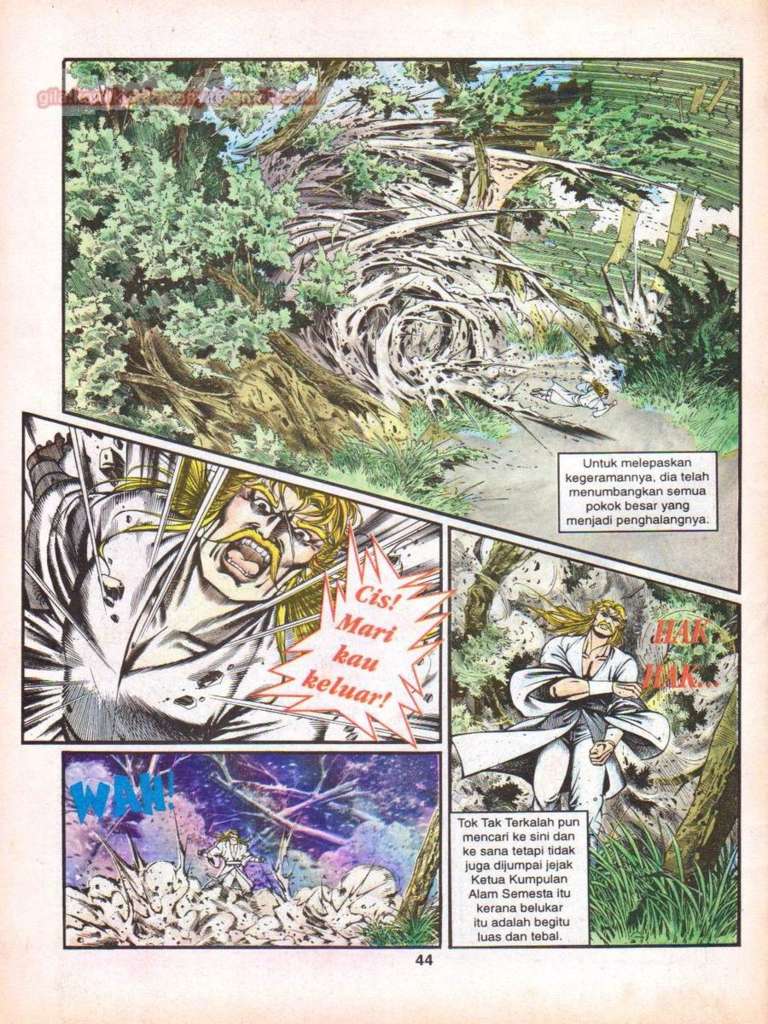 Untuk melepaskan
kegeramannya, dia telah
menumbangkan semua
pokok besar yang
menjadi penghalangnya.
Cis!
Mari
kau
keluar!
HAK
HAK...
WAH!
Tok Tak Terkalah pun
mencari ke sini dan
ke sana tetapi tidak
juga dijumpai jejak
Ketua Kumpulan
Alam Semesta itu
kerana belukar
itu adalah begitu
luas dan tebal.
44